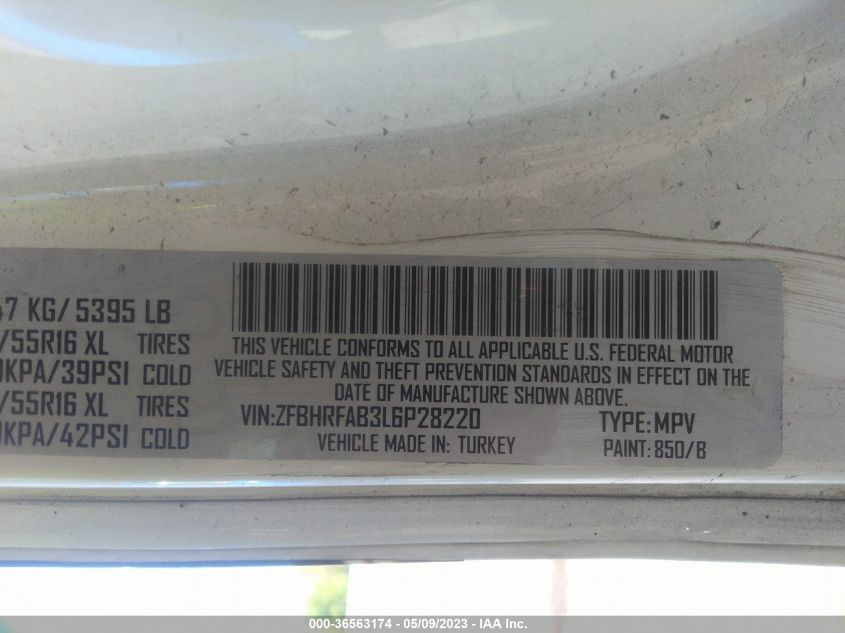 47 KG/ 5395 LB
/55R16 XL TIRES
0KPA/39PSI COLD
/55R16 XL TIRES
0KPA/42PSI COLD
THIS VEHICLE CONFORMS TO ALL APPLICABLE U.S. FEDERAL MOTOR
VEHICLE SAFETY AND THEFT PREVENTION STANDARDS IN EFFECT ON THE
DATE OF MANUFACTURE SHOWN ABOVE.
VIN:ZFBHRFAB3L6P28220 TYPE:MPV
VEHICLE MADE IN: TURKEY PAINT:850/B
000-36563174 - 05/09/2023 - IAA Inc.